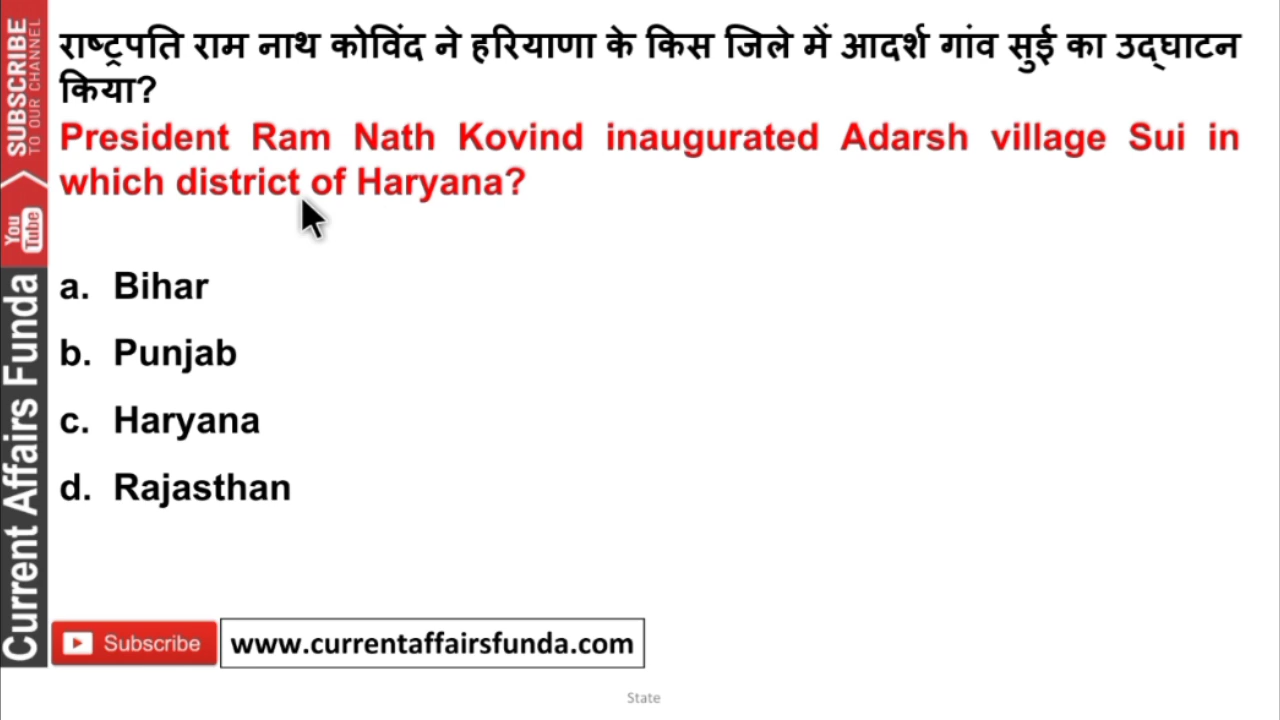 राष्ट्रपति राम नाथ कोविंद ने हरियाणा के किस जिले में आदर्श गांव सुई का उद्घाटन
किया?
President Ram Nath Kovind inaugurated Adarsh village Sui in
which district of Haryana?
a. Bihar
b. Punjab
c. Haryana
d. Rajasthan
Subscribe
www.currentaffairsfunda.com
State
SUBSCRIBE
TO OUR CHANNEL
You
Tube
Current Affairs Funda